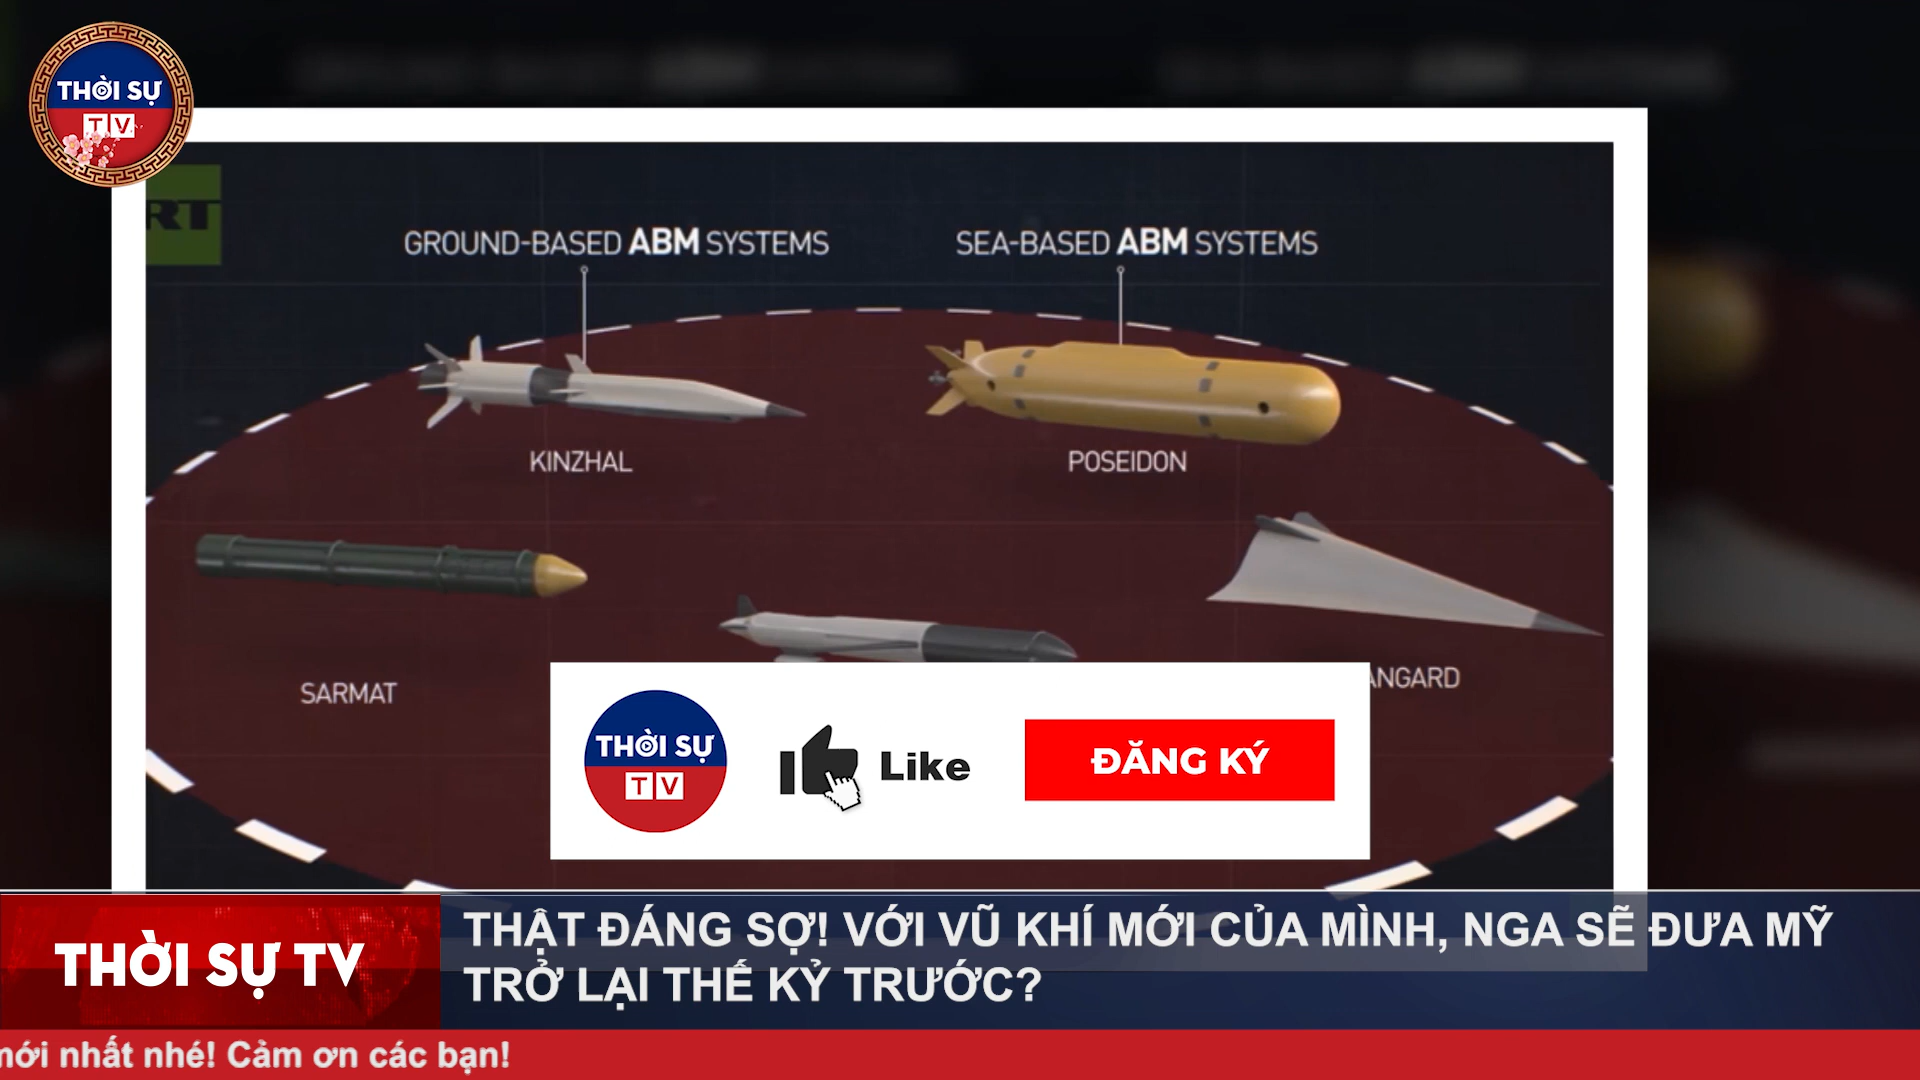 THỜI SỰ
TV
RT
GROUND-BASED ABM SYSTEMS
SEA-BASED ABM SYSTEMS
KINZHAL
POSEIDON
SARMAT
ANGARD
THỜI SỰ
TV
Like
ĐĂNG KÝ
THỜI SỰ TV
THẬT ĐÁNG SỢ! VỚI VŨ KHÍ MỚI CỦA MÌNH, NGA SẼ ĐƯA MỸ
TRỞ LẠI THẾ KỶ TRƯỚC?
mới nhất nhé! Cảm ơn các bạn!